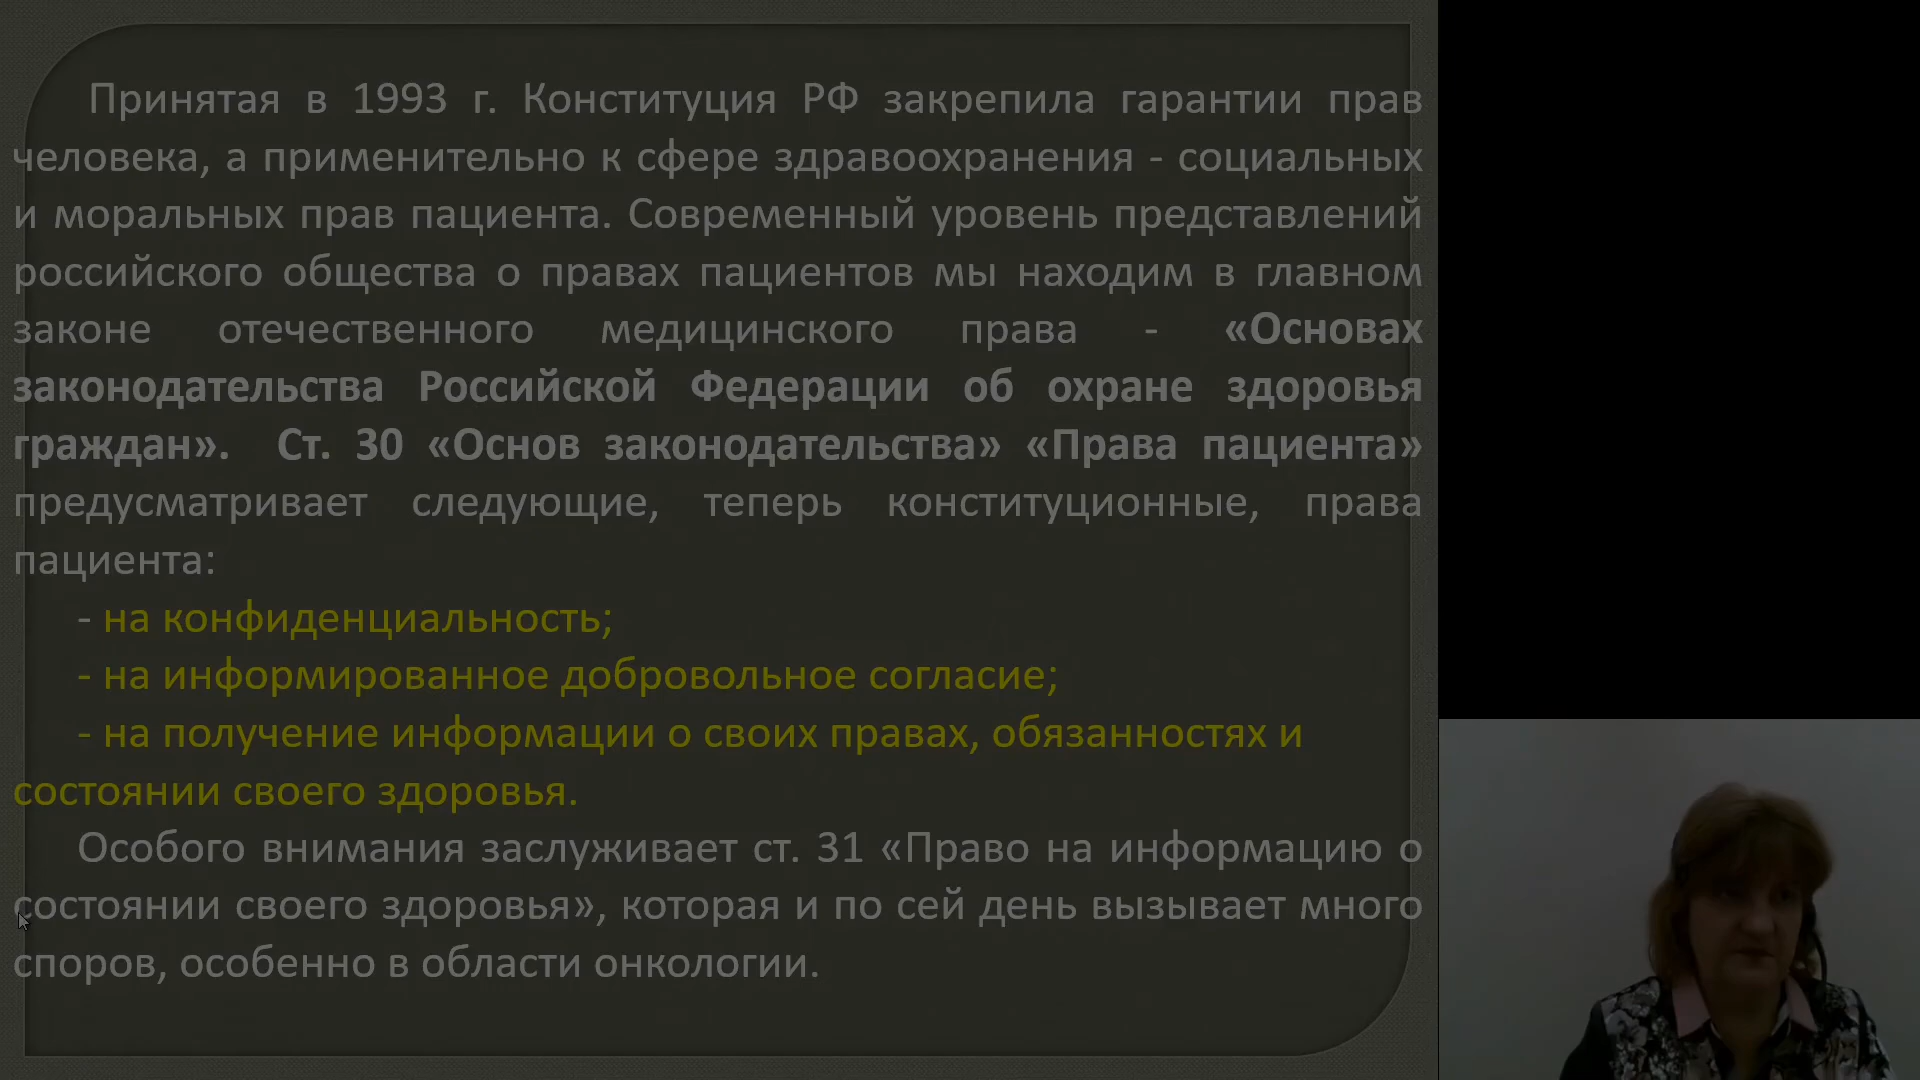 Принятая в 1993 г. Конституция РФ закрепила гарантии прав
человека, а применительно к сфере здравоохранения - социальных
и моральных прав пациента. Современный уровень представлений
российского общества о правах пациентов мы находим в главном
законе отечественного медицинского права - «Основах
законодательства Российской Федерации об охране здоровья
граждан». Ст. 30 «Основ законодательства» «Права пациента»
предусматривает следующие, теперь конституционные, права
пациента:
- на конфиденциальность;
- на информированное добровольное согласие;
- на получение информации о своих правах, обязанностях и
состоянии своего здоровья.
Особого внимания заслуживает ст. 31 «Право на информацию о
состоянии своего здоровья», которая и по сей день вызывает много
споров, особенно в области онкологии.